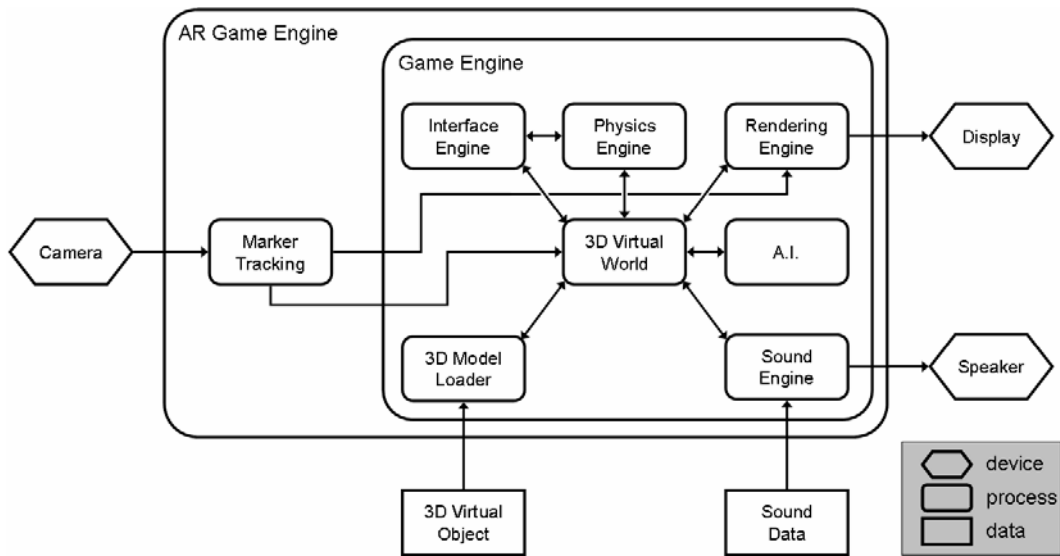 AR Game Engine
Game Engine
Interface
Engine
Physics
Engine
Rendering
Engine
Display
Camera
Marker
Tracking
3D Virtual
World
A.I.
3D Model
Loader
Sound
Engine
Speaker
3D Virtual
Object
Sound
Data
device
process
data